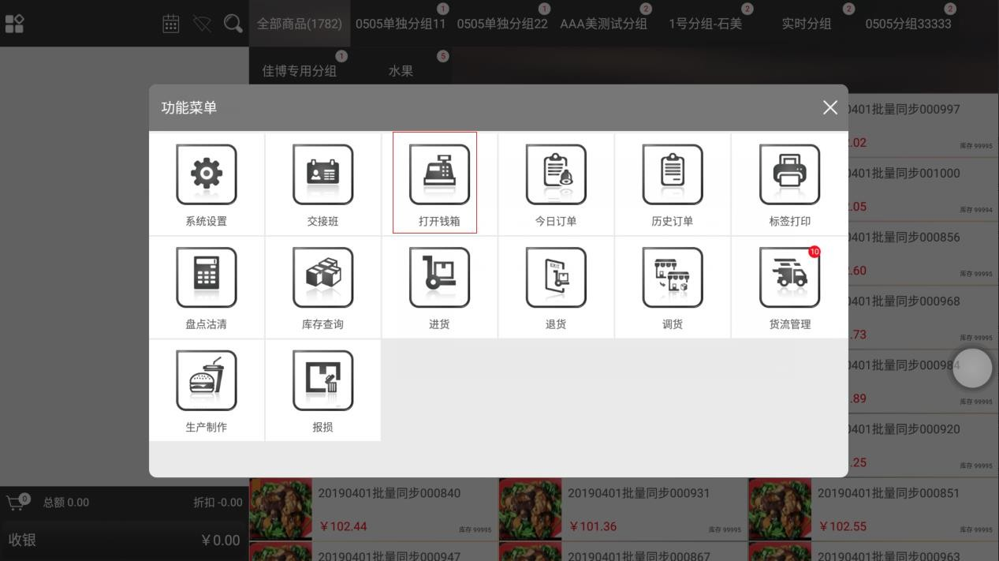 全部商品(1782)
0505单独分组11
1
0505单独分组22
1
AAA美测试分组
2
1号分组-石美
2
实时分组
2
0505分组33333
2
佳博专用分组
1
水果
5
功能菜单
系统设置
交接班
打开钱箱
今日订单
历史订单
标签打印
盘点沽清
库存查询
进货
EXIT
退货
调货
10
货流管理
生产制作
报损
0401批量同步000997
.02
库存 99995
0401批量同步001000
.05
库存 99994
0401批量同步000856
.60
库存 99995
0401批量同步000968
.73
库存 99995
0401批量同步000984
.89
库存 99995
0401批量同步000920
.25
库存 99995
20190401批量同步000840
￥102.44
库存 99995
20190401批量同步000931
￥101.36
库存 99995
20190401批量同步000851
￥102.55
库存 99995
20190401批量同步000947
20190401批量同步000867
20190401批量同步000963
0
总额 0.00
折扣 -0.00
收银
￥0.00